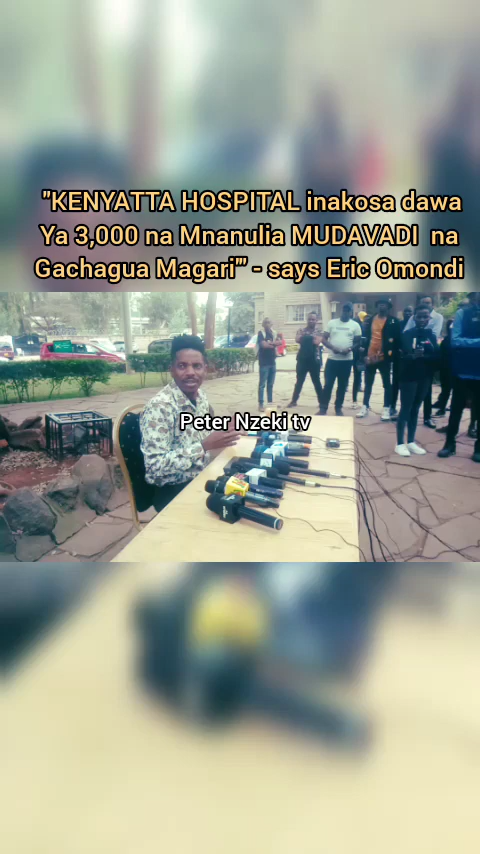 "KENYATTA HOSPITAL inakosa dawa
Ya 3,000 na Mnanulia MUDAVADI na
Gachagua Magari"' - says Eric Omondi
Peter Nzeki tv